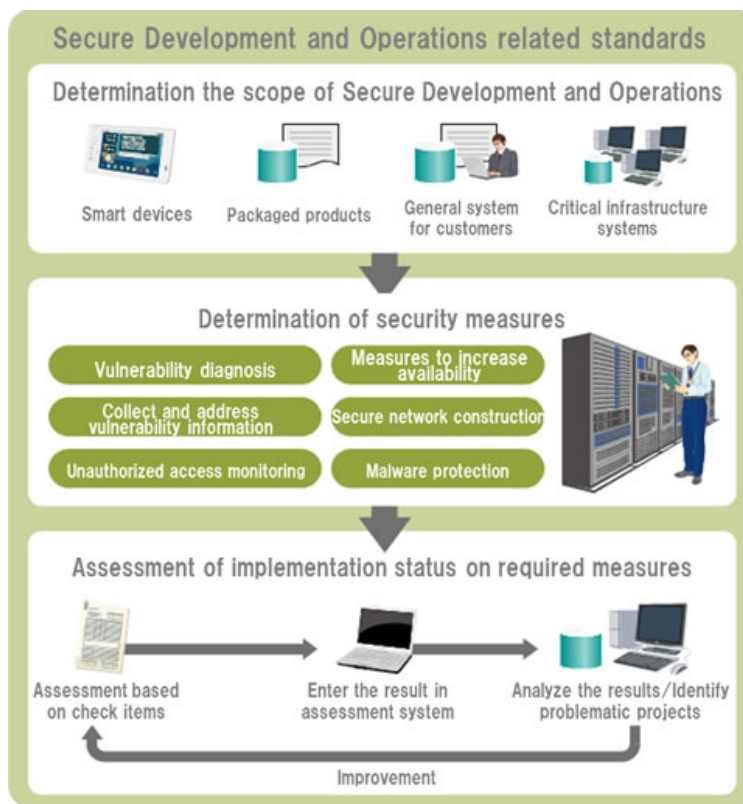 Secure Development and Operations related standards
Determination the scope of Secure Development and Operations
Smart devices
Packaged products
General system
for customers
Critical infrastructure
systems
Determination of security measures
Vulnerability diagnosis
Measures to increase
availability
Collect and address
vulnerability information
Secure network construction
Unauthorized access monitoring
Malware protection
Assessment of implementation status on required measures
Assessment based
on check items
Enter the result in
assessment system
Analyze the results/Identify
problematic projects
Improvement